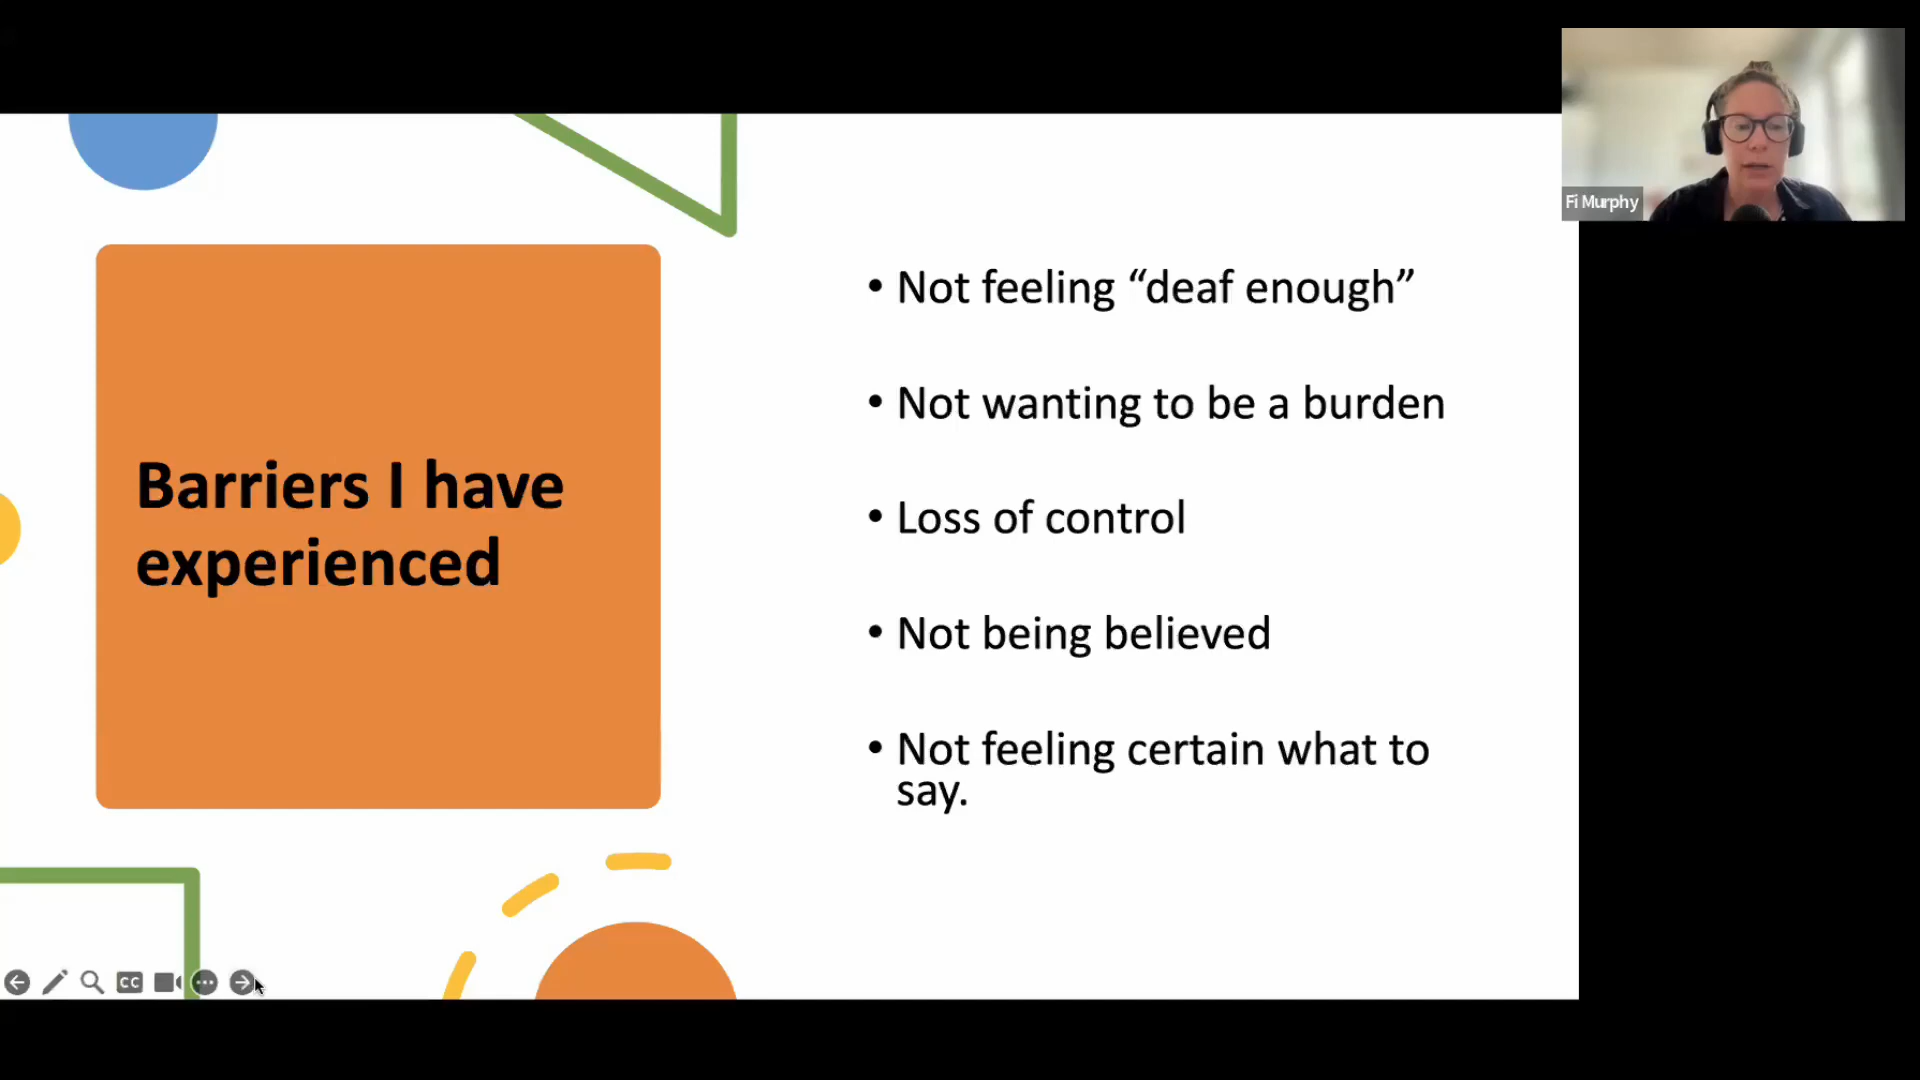 Fi Murphy
Barriers I have
experienced
• Not feeling “deaf enough”
• Not wanting to be a burden
• Loss of control
• Not being believed
• Not feeling certain what to
say.
CC